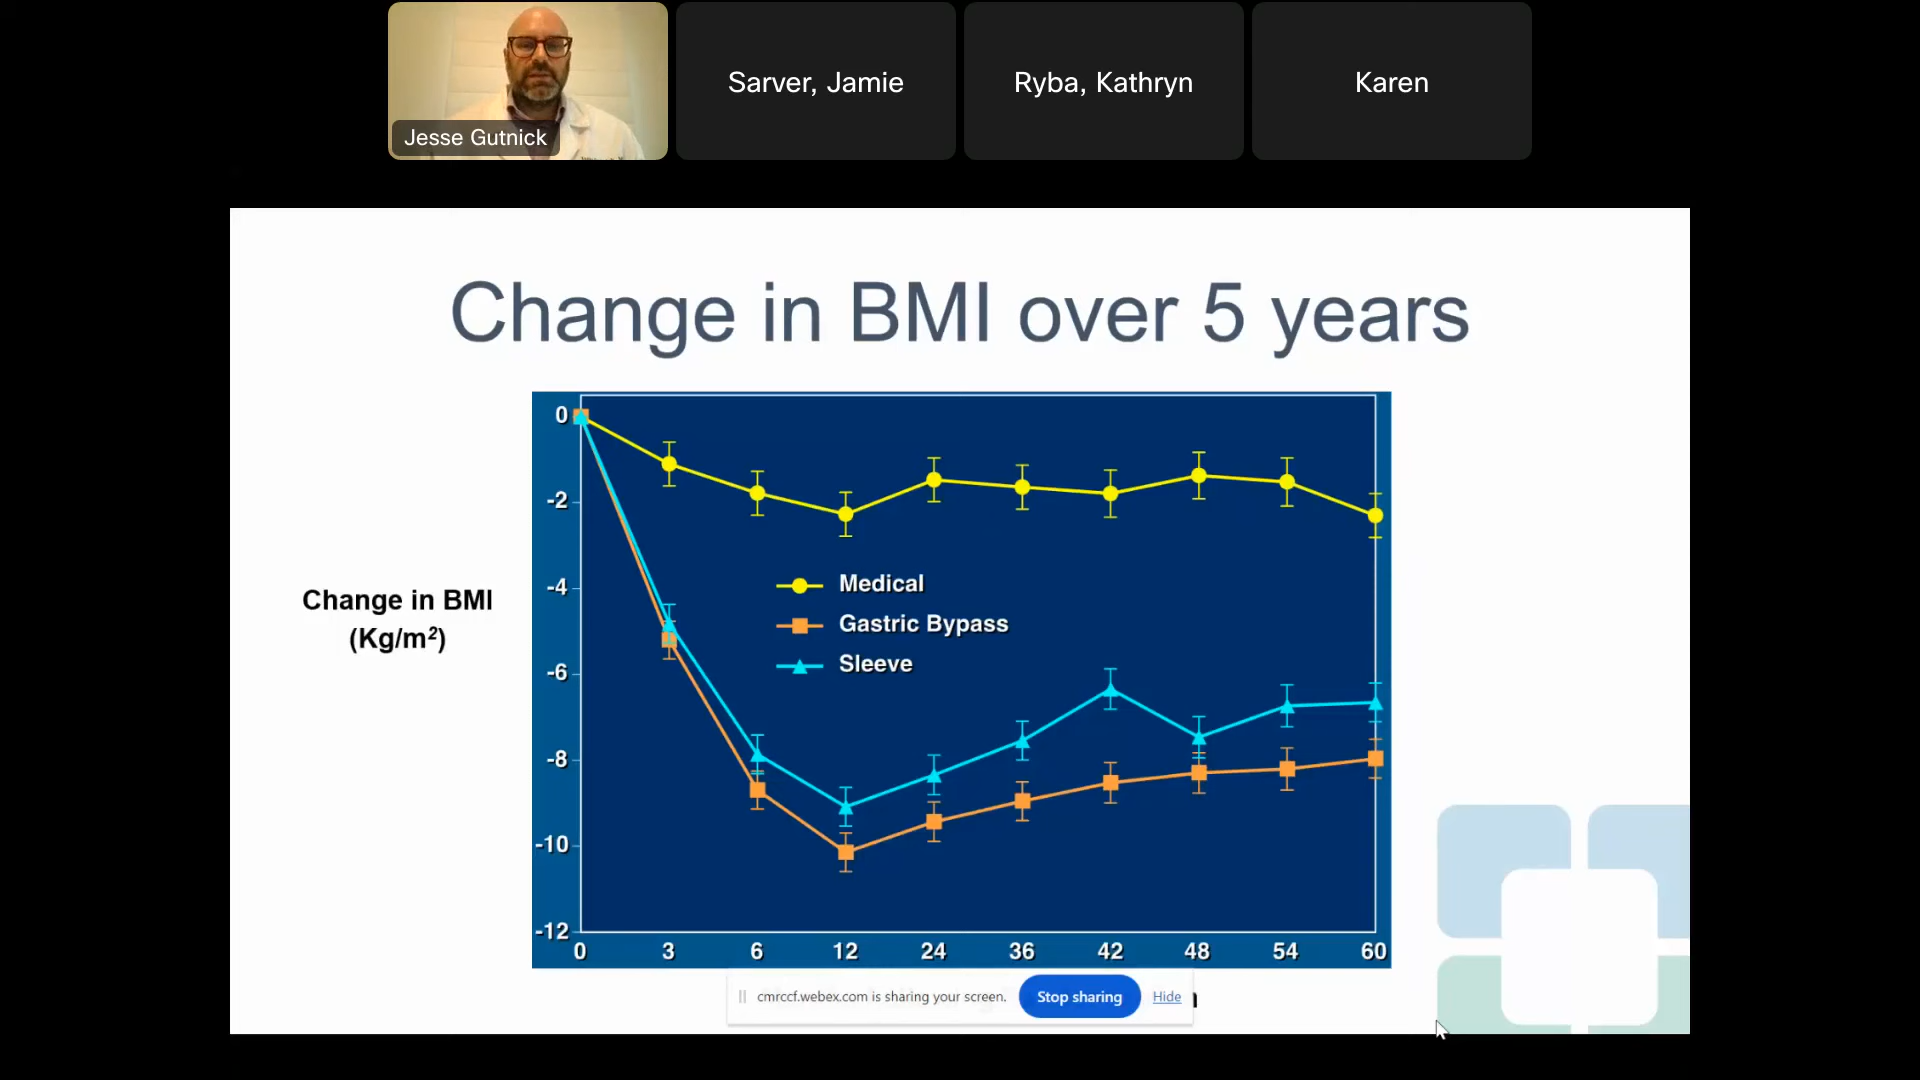 Jesse Gutnick
Sarver, Jamie
Ryba, Kathryn
Karen
Change in BMI over 5 years
Change in BMI
(Kg/m²)
0
-2
-4
-6
-8
-10
-12
Medical
Gastric Bypass
Sleeve
0 3 6 12 24 36 42 48 54 60
cmrccf.webex.com is sharing your screen. Stop sharing Hide